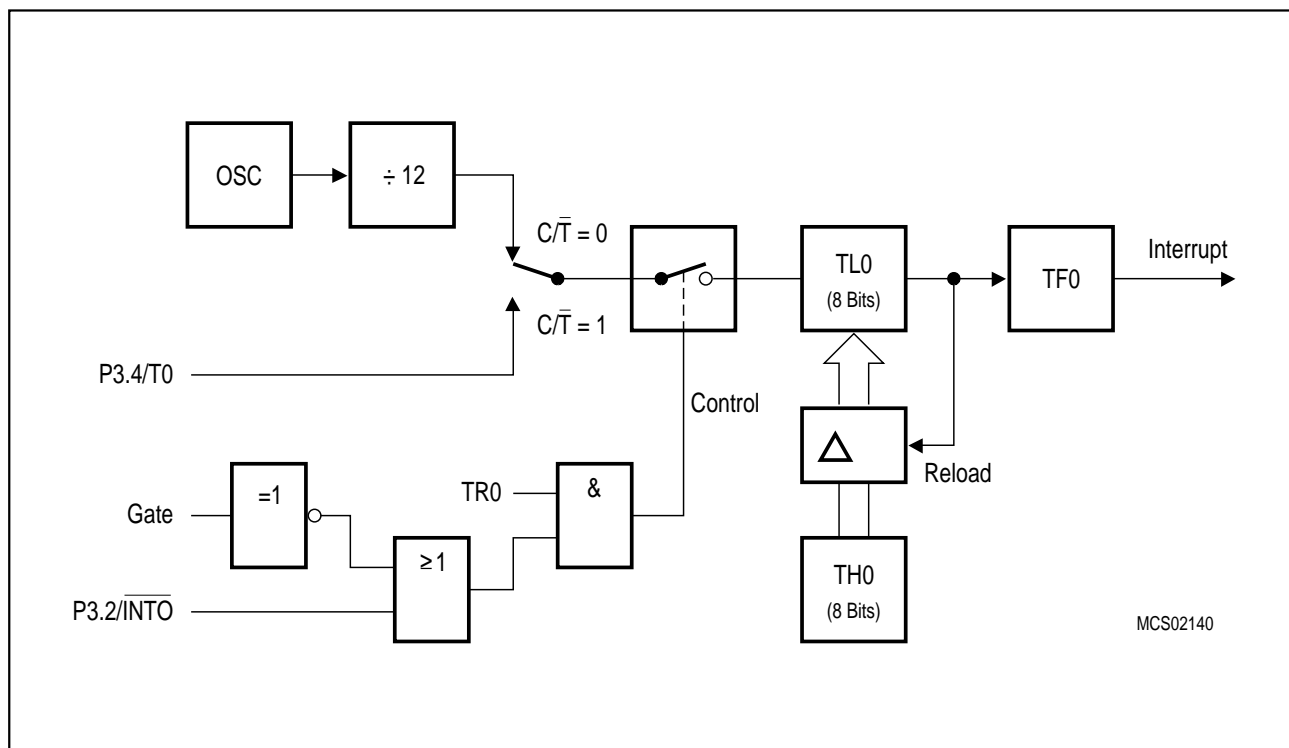 OSC
÷ 12
C/T̅ = 0
C/T̅ = 1
P3.4/T0
TL0
(8 Bits)
TF0
Interrupt
Control
Reload
TH0
(8 Bits)
Gate
=1
TR0
&
≥ 1
P3.2/I̅N̅T̅O̅
MCS02140